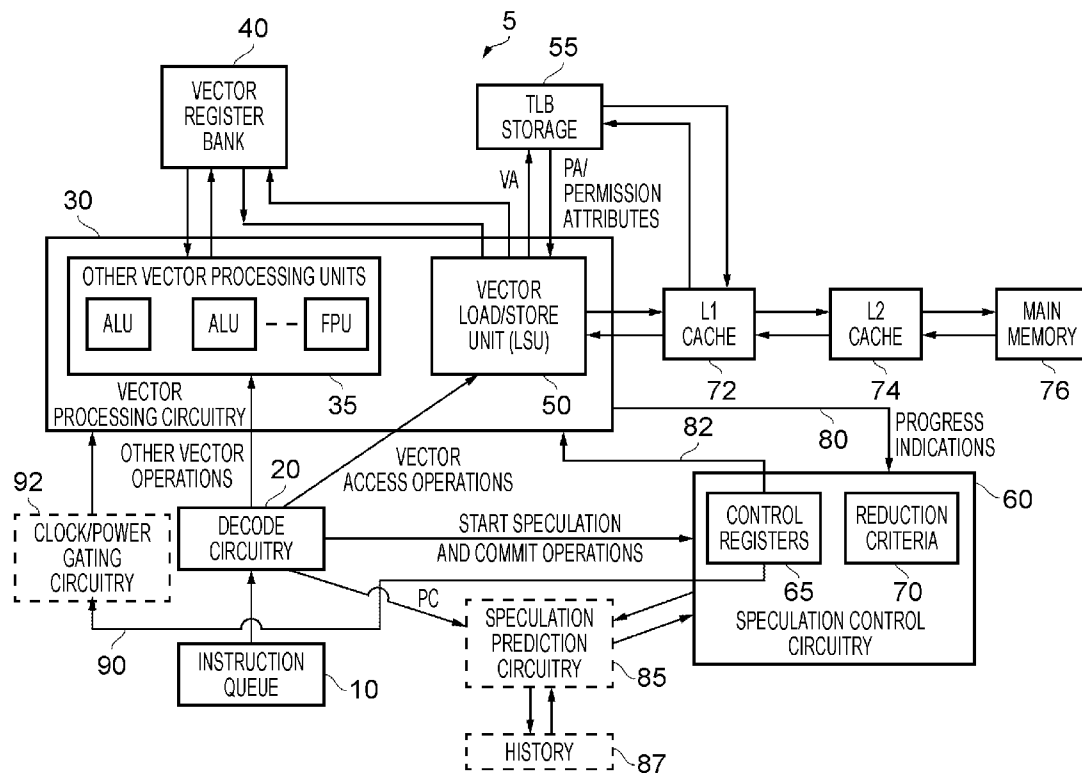 5
40
VECTOR
REGISTER
BANK
55
TLB
STORAGE
VA
PA/
PERMISSION
ATTRIBUTES
30
OTHER VECTOR PROCESSING UNITS
ALU
ALU
FPU
35
VECTOR
LOAD/STORE
UNIT (LSU)
50
L1
CACHE
72
L2
CACHE
74
MAIN
MEMORY
76
VECTOR
PROCESSING CIRCUITRY
OTHER VECTOR
OPERATIONS
VECTOR
ACCESS OPERATIONS
82
80
PROGRESS
INDICATIONS
92
CLOCK/POWER
GATING
CIRCUITRY
20
DECODE
CIRCUITRY
START SPECULATION
AND COMMIT OPERATIONS
60
CONTROL
REGISTERS
65
REDUCTION
CRITERIA
70
SPECULATION CONTROL
CIRCUITRY
PC
90
INSTRUCTION
QUEUE
10
SPECULATION
PREDICTION
CIRCUITRY
85
HISTORY
87